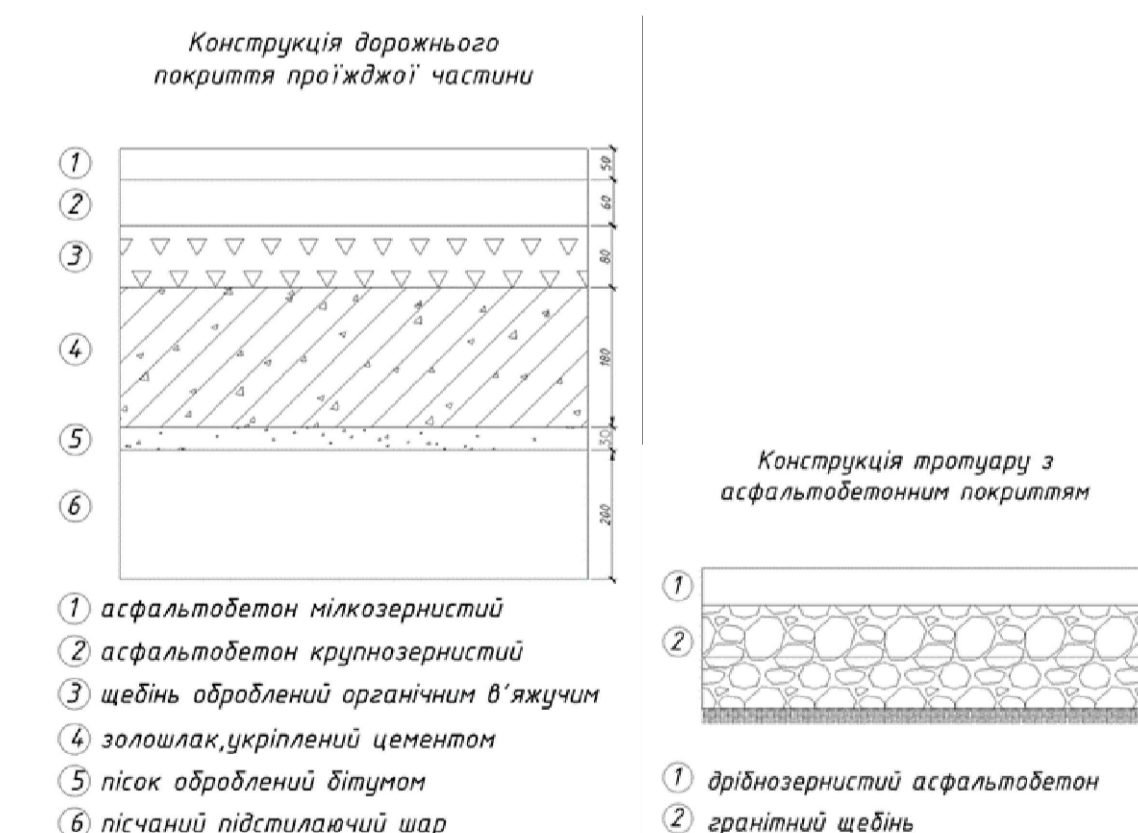 Конструкція дорожнього
покриття проїжджої частини
1
50
2
60
3
80
4
180
5
30
6
200
1 асфальтобетон мілкозернистий
2 асфальтобетон крупнозернистий
3 щебінь оброблений органічним в'яжучим
4 золошлак,укріплений цементом
5 пісок оброблений бітумом
6 пісчаний підстилаючий шар
Конструкція тротуару з
асфальтобетонним покриттям
1
2
1 дрібнозернистий асфальтобетон
2 гранітний щебінь